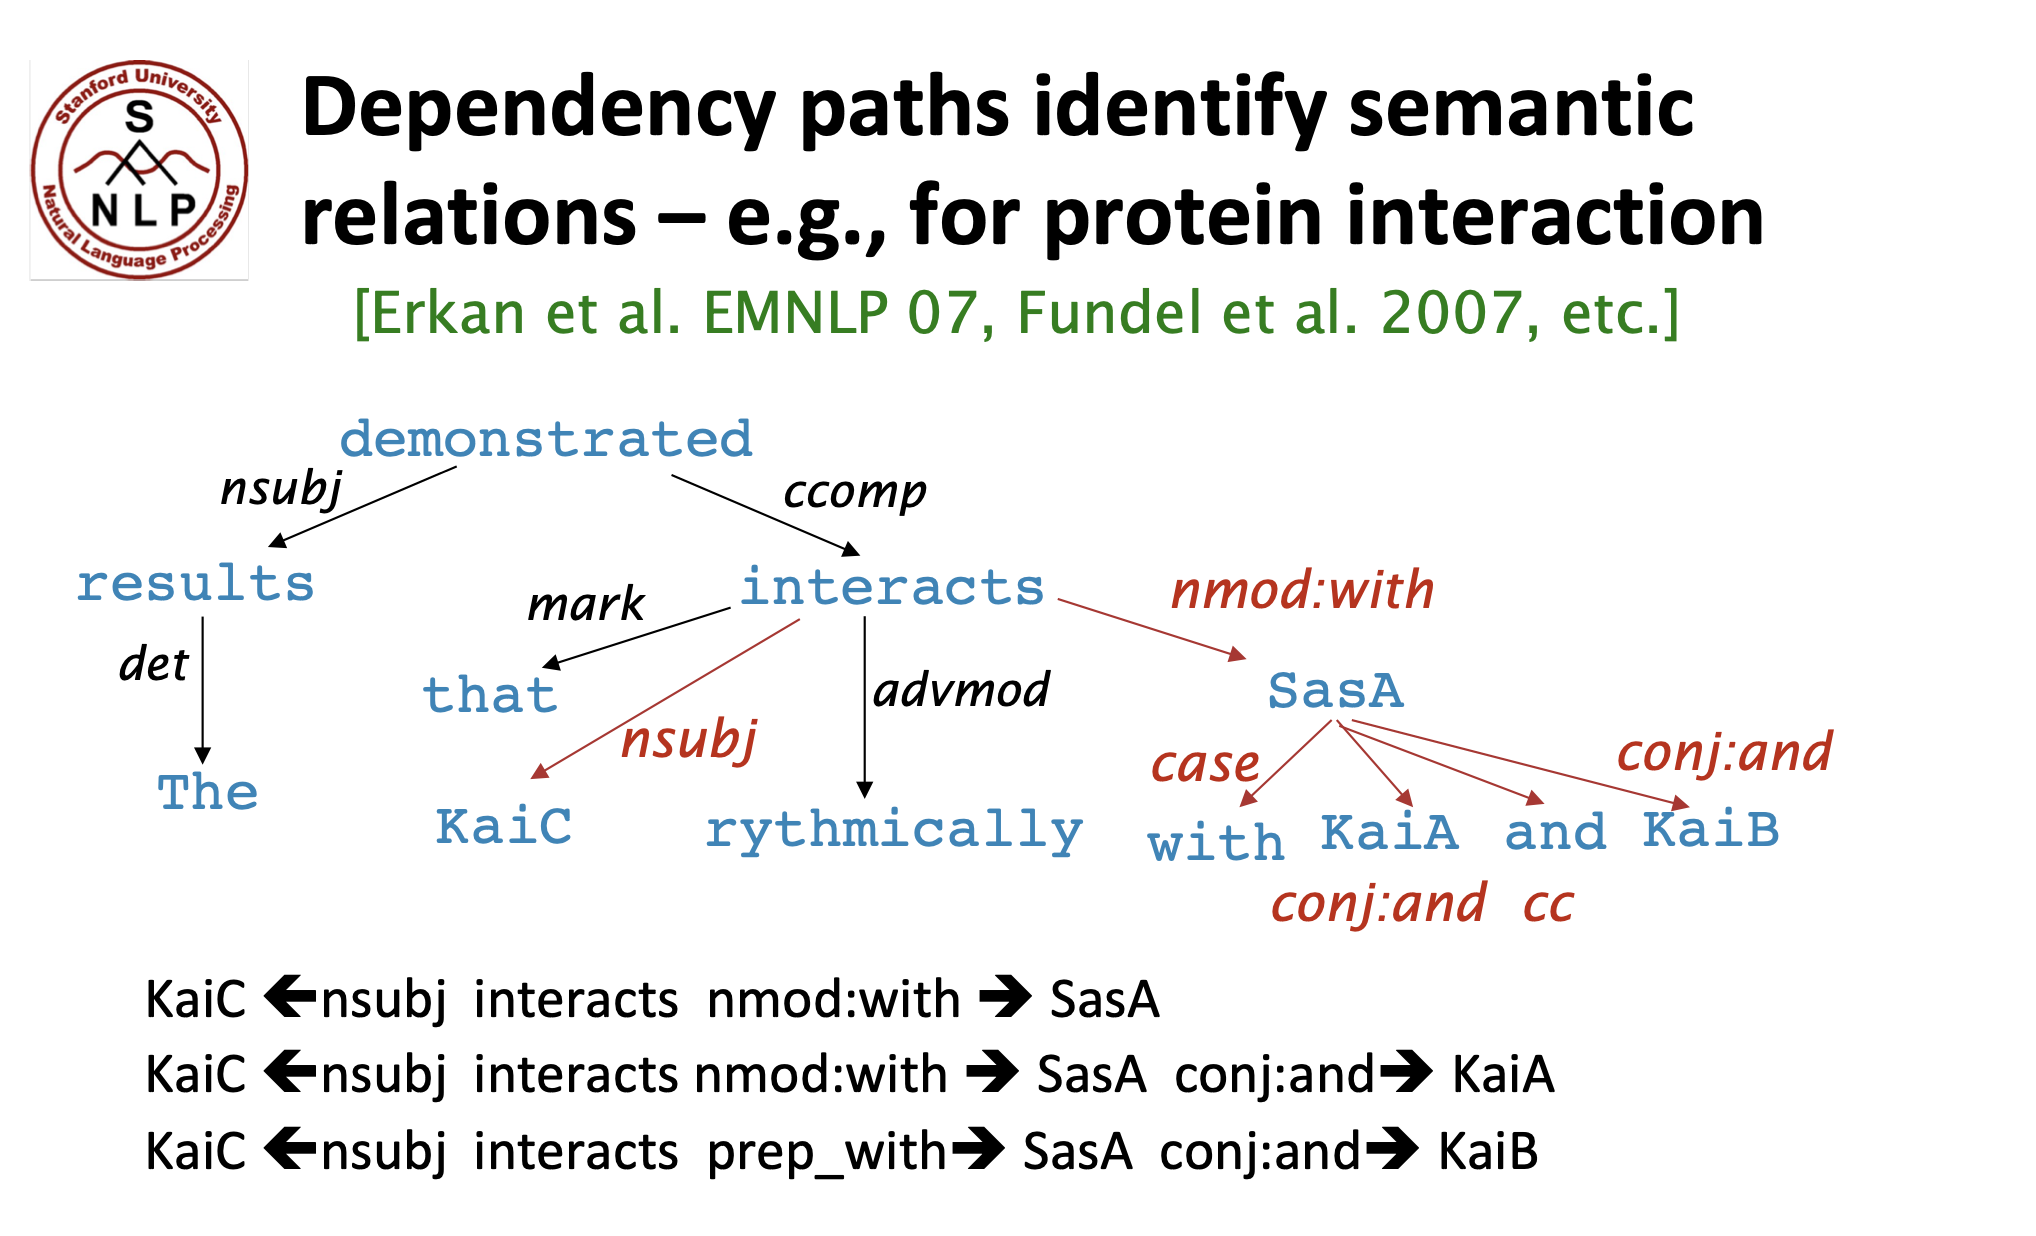 Stanford University
S
N L P
Natural Language Processing
Dependency paths identify semantic
relations – e.g., for protein interaction
[Erkan et al. EMNLP 07, Fundel et al. 2007, etc.]
demonstrated
nsubj
ccomp
results
interacts
nmod:with
mark
det
that
advmod
SasA
nsubj
case
conj:and
The
KaiC
rythmically
with
KaiA
and
KaiB
conj:and
cc
KaiC 🡸nsubj interacts nmod:with 🡺 SasA
KaiC 🡸nsubj interacts nmod:with 🡺 SasA conj:and🡺 KaiA
KaiC 🡸nsubj interacts prep_with🡺 SasA conj:and🡺 KaiB